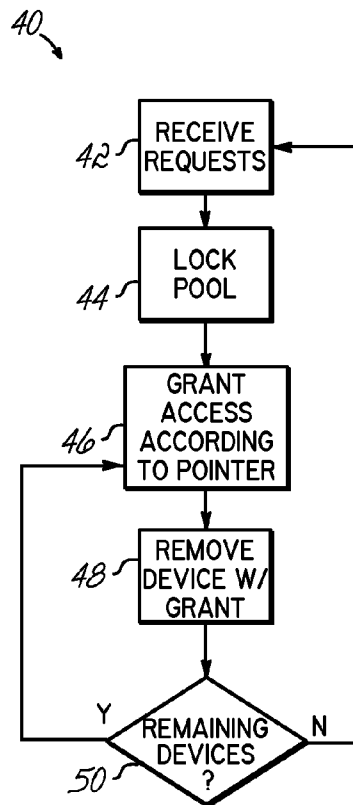 40
42
RECEIVE
REQUESTS
44
LOCK
POOL
46
GRANT
ACCESS
ACCORDING
TO POINTER
48
REMOVE
DEVICE W/
GRANT
Y
REMAINING
DEVICES
?
N
50